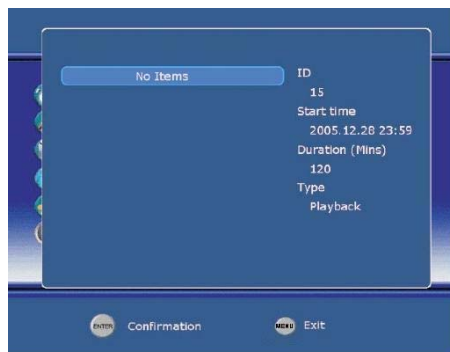 No Items
ID
15
Start time
2005.12.28 23:59
Duration (Mins)
120
Type
Playback
ENTER Confirmation
MENU Exit